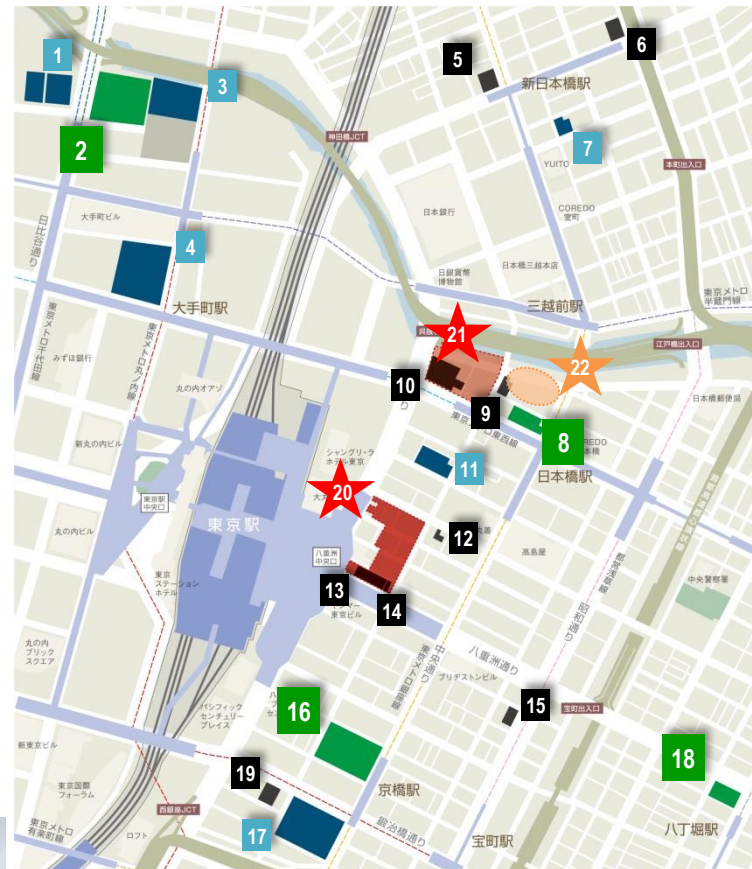 1
2
3
4
5
6
7
8
9
10
11
12
13
14
15
16
17
18
19
20
21
22
神田橋JCT
新日本橋駅
本町出入口
YUITO
COREDO
室町
日本銀行
日銀貨幣
博物館
日本橋三越本店
三越前駅
東京メトロ
半蔵門線
江戸橋出入口
日本橋郵便局
日比谷通り
大手町ビル
大手町駅
東京メトロ千代田線
東京メトロ丸ノ内線
みずほ銀行
丸の内オアゾ
新丸の内ビル
東京駅
中央口
丸の内ビル
東京駅
東京
ステーション
ホテル
シャングリ・ラ
ホテル東京
八重洲
中央口
東京ビル
日本橋駅
高島屋
都営浅草線
昭和通り
中央警察署
八重洲通り
中央通り
東京メトロ銀座線
ブリヂストンビル
宝町出入口
丸の内
ブリック
スクエア
パシフィック
センチュリー
プレイス
新東京ビル
東京国際
フォーラム
西銀座JCT
東京メトロ
有楽町線
ロフト
京橋駅
鍛冶橋通り
宝町駅
八丁堀駅